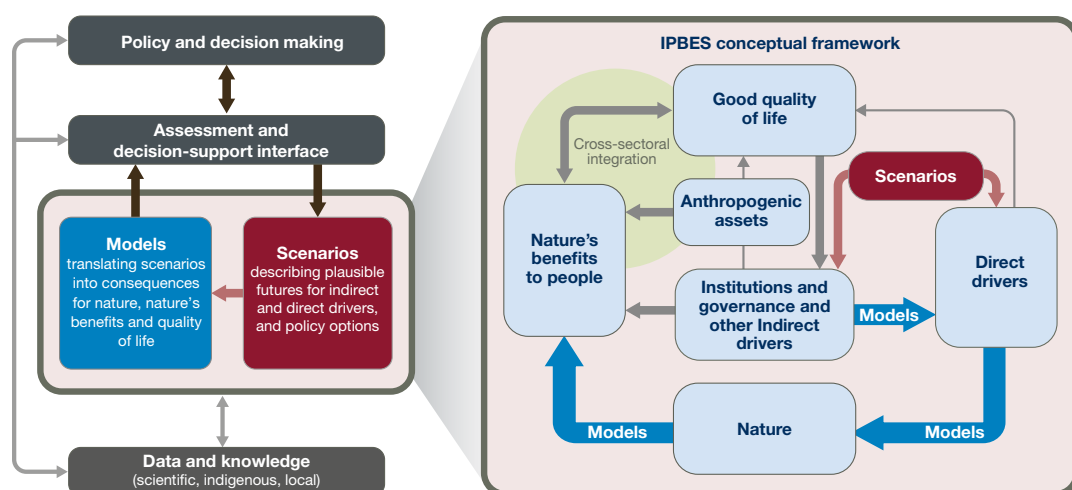 Policy and decision making
Assessment and
decision-support interface
Models
translating scenarios
into consequences
for nature, nature's
benefits and quality
of life
Scenarios
describing plausible
futures for indirect
and direct drivers,
and policy options
Data and knowledge
(scientific, indigenous, local)
IPBES conceptual framework
Good quality
of life
Cross-sectoral
integration
Scenarios
Anthropogenic
assets
Nature's
benefits
to people
Direct
drivers
Institutions and
governance and
other Indirect
drivers
Models
Nature
Models
Models